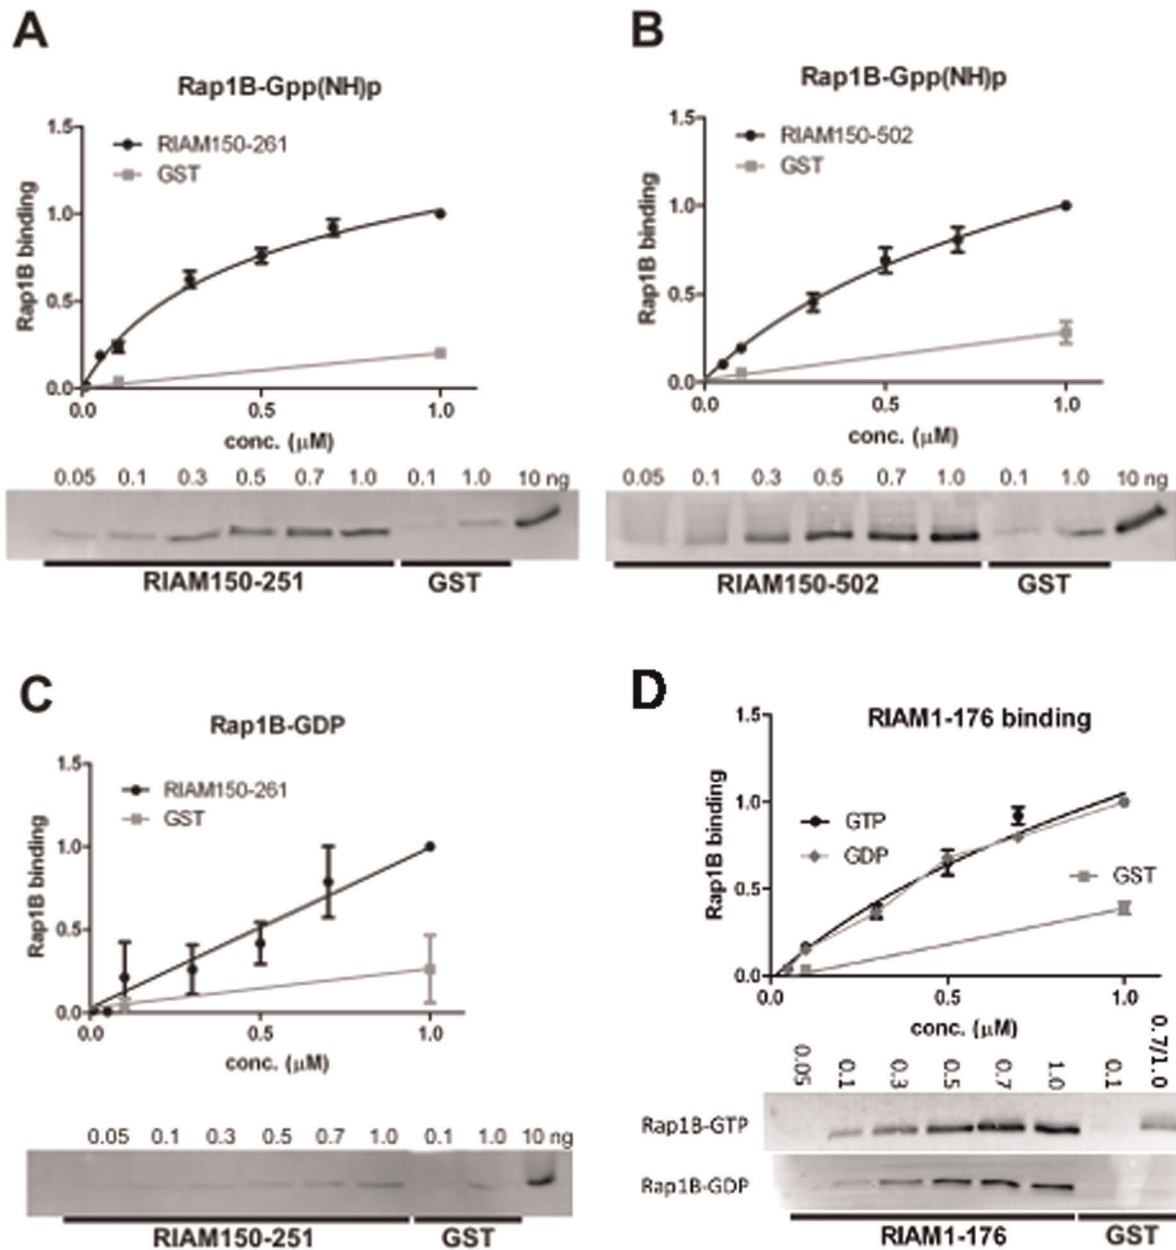 A
Rap1B-Gpp(NH)p
RIAM150-261
GST
1.5
1.0
0.5
0.0
Rap1B binding
0.0 0.5 1.0
conc. (μM)
0.05 0.1 0.3 0.5 0.7 1.0 0.1 1.0 10 ng
RIAM150-251 GST
B
Rap1B-Gpp(NH)p
RIAM150-502
GST
1.5
1.0
0.5
0.0
Rap1B binding
0.0 0.5 1.0
conc. (μM)
0.05 0.1 0.3 0.5 0.7 1.0 0.1 1.0 10 ng
RIAM150-502 GST
C
Rap1B-GDP
RIAM150-261
GST
1.5
1.0
0.5
0.0
Rap1B binding
0.0 0.5 1.0
conc. (μM)
0.05 0.1 0.3 0.5 0.7 1.0 0.1 1.0 10 ng
RIAM150-251 GST
D
RIAM1-176 binding
GTP
GDP
GST
1.5
1.0
0.5
0.0
Rap1B binding
0.0 0.5 1.0
conc. (μM)
0.05 0.1 0.3 0.5 0.7 1.0 0.1 0.7/1.0
Rap1B-GTP
Rap1B-GDP
RIAM1-176 GST